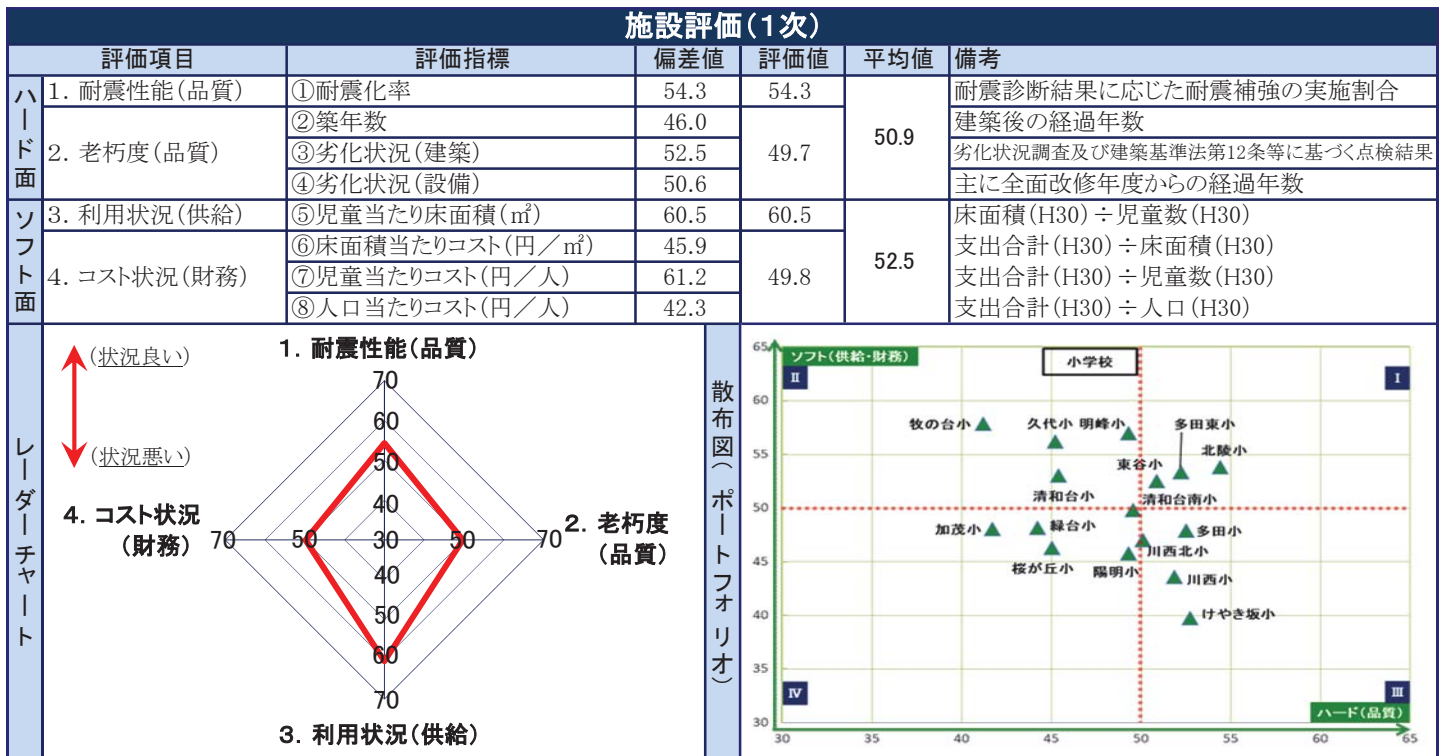 施設評価(1次)
評価項目 評価指標 偏差値 評価値 平均値 備考
ハード面
1. 耐震性能(品質) ①耐震化率 54.3 54.3 50.9 耐震診断結果に応じた耐震補強の実施割合
2. 老朽度(品質) ②築年数 46.0 49.7 建築後の経過年数
③劣化状況(建築) 52.5 劣化状況調査及び建築基準法第12条等に基づく点検結果
④劣化状況(設備) 50.6 主に全面改修年度からの経過年数
ソフト面
3. 利用状況(供給) ⑤児童当たり床面積(㎡) 60.5 60.5 52.5 床面積(H30)÷児童数(H30)
4. コスト状況(財務) ⑥床面積当たりコスト(円/㎡) 45.9 49.8 支出合計(H30)÷床面積(H30)
⑦児童当たりコスト(円/人) 61.2 支出合計(H30)÷児童数(H30)
⑧人口当たりコスト(円/人) 42.3 支出合計(H30)÷人口(H30)
レーダーチャート
(状況良い)
(状況悪い)
1. 耐震性能(品質)
70
60
50
40
30
40
50
60
70
4. コスト状況
(財務)
70
50
50
70
2. 老朽度
(品質)
3. 利用状況(供給)
散布図(ポートフォリオ)
65
ソフト(供給・財務)
小学校
II
I
60
牧の台小
久代小
明峰小
多田東小
北陵小
55
東谷小
清和台小
清和台南小
50
加茂小
緑台小
多田小
川西北小
45
桜が丘小
陽明小
川西小
40
けやき坂小
35
IV
III
ハード(品質)
30
30 35 40 45 50 55 60 65